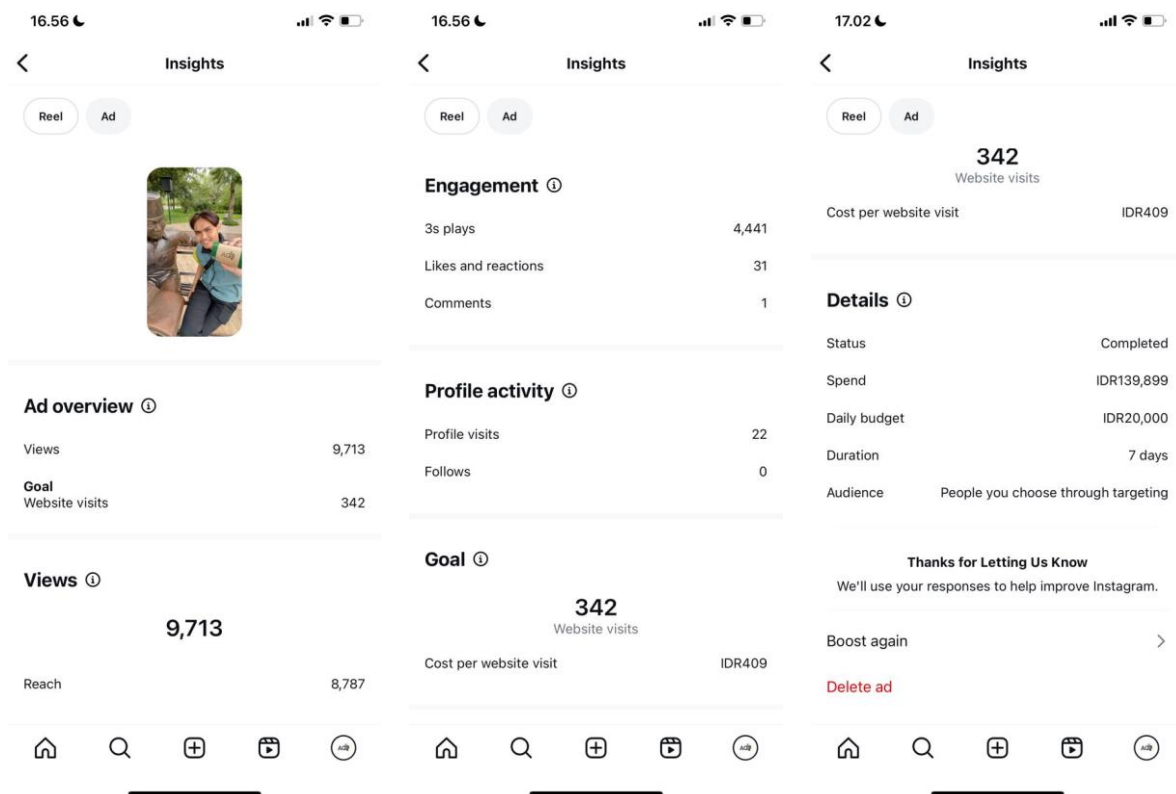 16.56
Insights
Reel Ad
Ad overview
Views 9,713
Goal
Website visits 342
Views
9,713
Reach 8,787
16.56
Insights
Reel Ad
Engagement
3s plays 4,441
Likes and reactions 31
Comments 1
Profile activity
Profile visits 22
Follows 0
Goal
342
Website visits
Cost per website visit IDR409
17.02
Insights
Reel Ad
342
Website visits
Cost per website visit IDR409
Details
Status Completed
Spend IDR139,899
Daily budget IDR20,000
Duration 7 days
Audience People you choose through targeting
Thanks for Letting Us Know
We'll use your responses to help improve Instagram.
Boost again
Delete ad